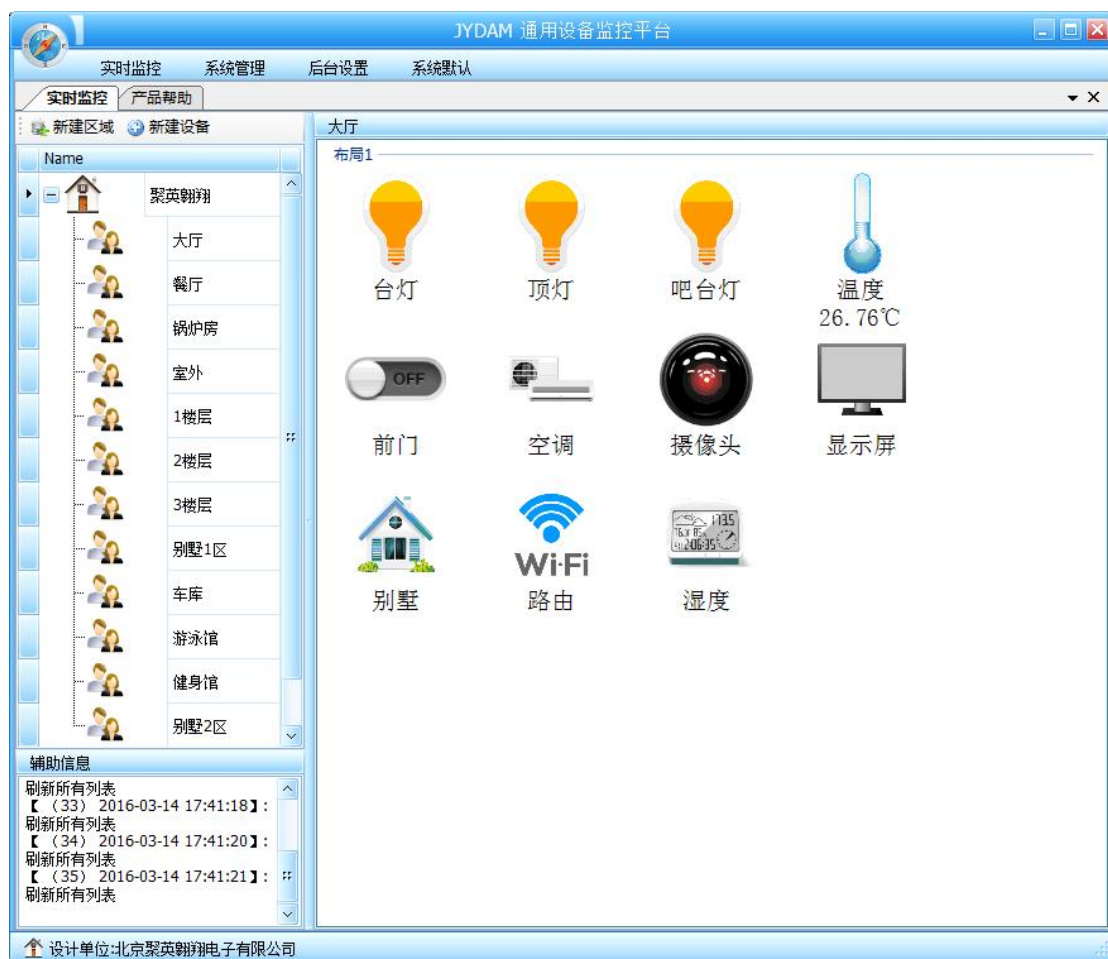 JYDAM 通用设备监控平台
实时监控 系统管理 后台设置 系统默认
实时监控 产品帮助
新建区域 新建设备
Name
聚英翱翔
大厅
餐厅
锅炉房
室外
1楼层
2楼层
3楼层
别墅1区
车库
游泳馆
健身馆
别墅2区
辅助信息
刷新所有列表
【 （33） 2016-03-14 17:41:18】:
刷新所有列表
【 （34） 2016-03-14 17:41:20】:
刷新所有列表
【 （35） 2016-03-14 17:41:21】:
刷新所有列表
大厅
布局1
台灯 顶灯 吧台灯 温度
26.76℃
OFF
前门 空调 摄像头 显示屏
Wi-Fi
别墅 路由 湿度
设计单位:北京聚英翱翔电子有限公司